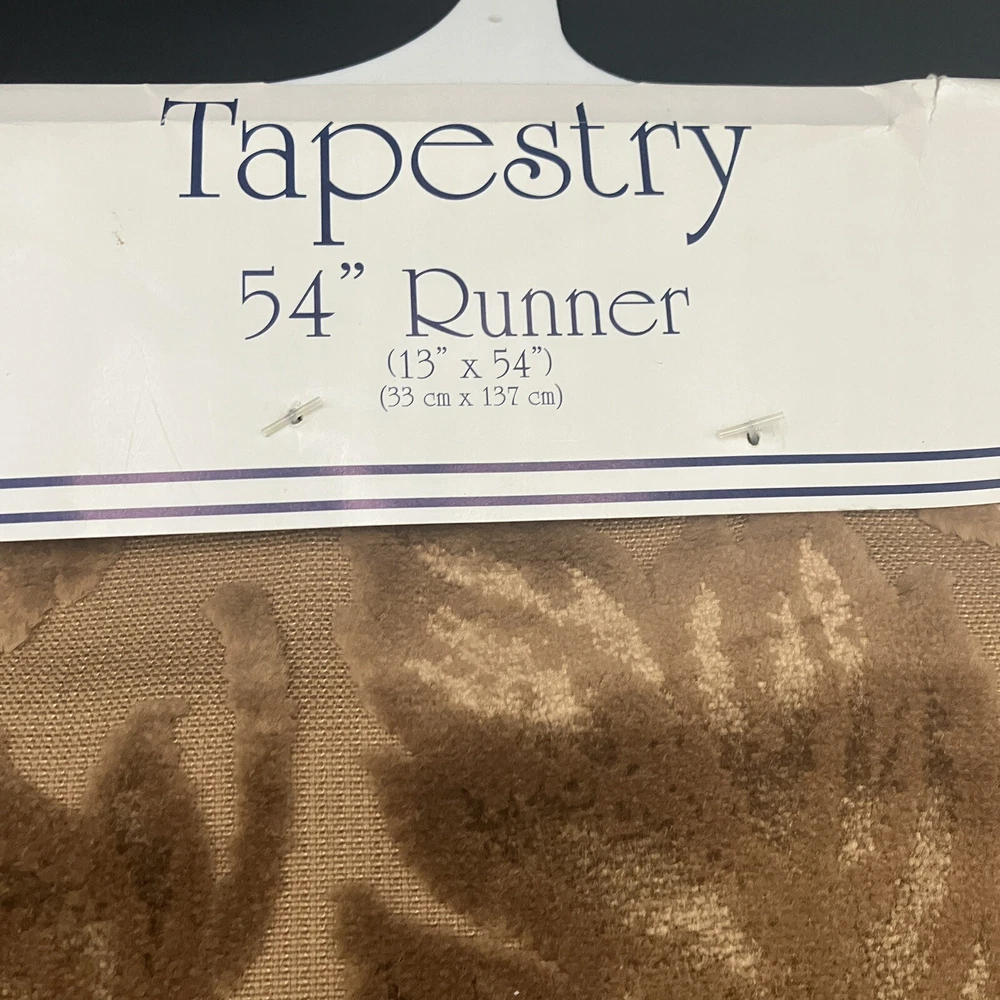 Tapestry
54” Runner
(13” x 54”)
(33 cm x 137 cm)